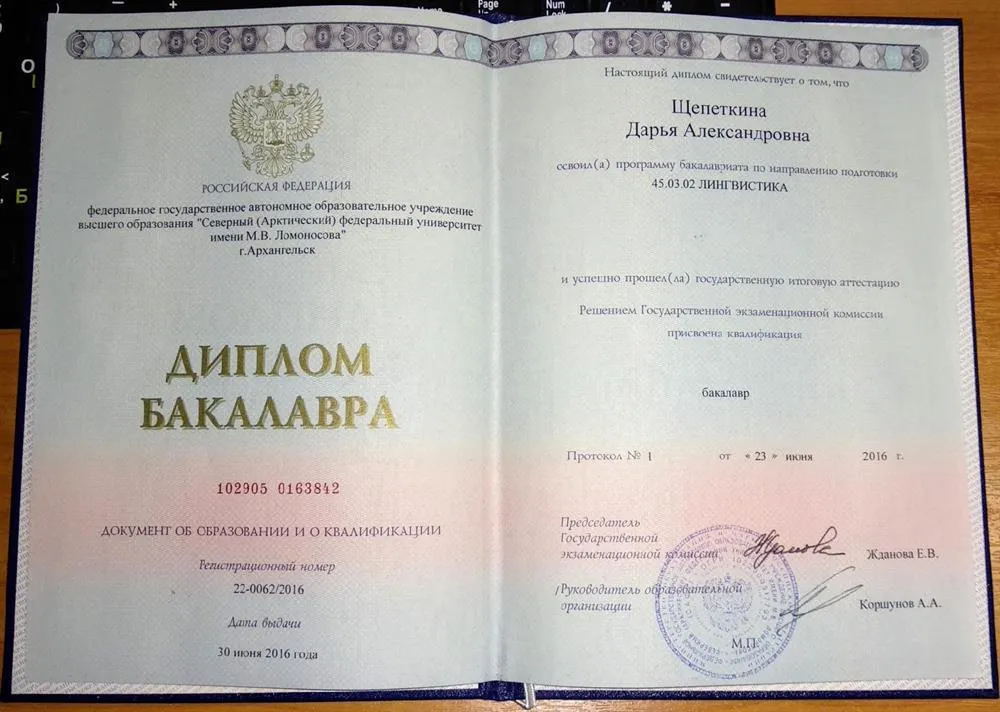 Page
Num
Lock
Home
РОССИЙСКАЯ ФЕДЕРАЦИЯ
федеральное государственное автономное образовательное учреждение
высшего образования "Северный (Арктический) федеральный университет
имени М.В. Ломоносова"
г.Архангельск
ДИПЛОМ
БАКАЛАВРА
102905 0163842
ДОКУМЕНТ ОБ ОБРАЗОВАНИИ И О КВАЛИФИКАЦИИ
Регистрационный номер
22-0062/2016
Дата выдачи
30 июня 2016 года
Настоящий диплом свидетельствует о том, что
Щепеткина
Дарья Александровна
освоил(а) программу бакалавриата по направлению подготовки
45.03.02 ЛИНГВИСТИКА
и успешно прошел(ла) государственную итоговую аттестацию
Решением Государственной экзаменационной комиссии
присвоена квалификация
бакалавр
Протокол № 1 от « 23 » июня 2016 г.
Председатель
Государственной
экзаменационной комиссии Жданова Е.В.
Руководитель образовательной
организации Коршунов А.А.
М.П.